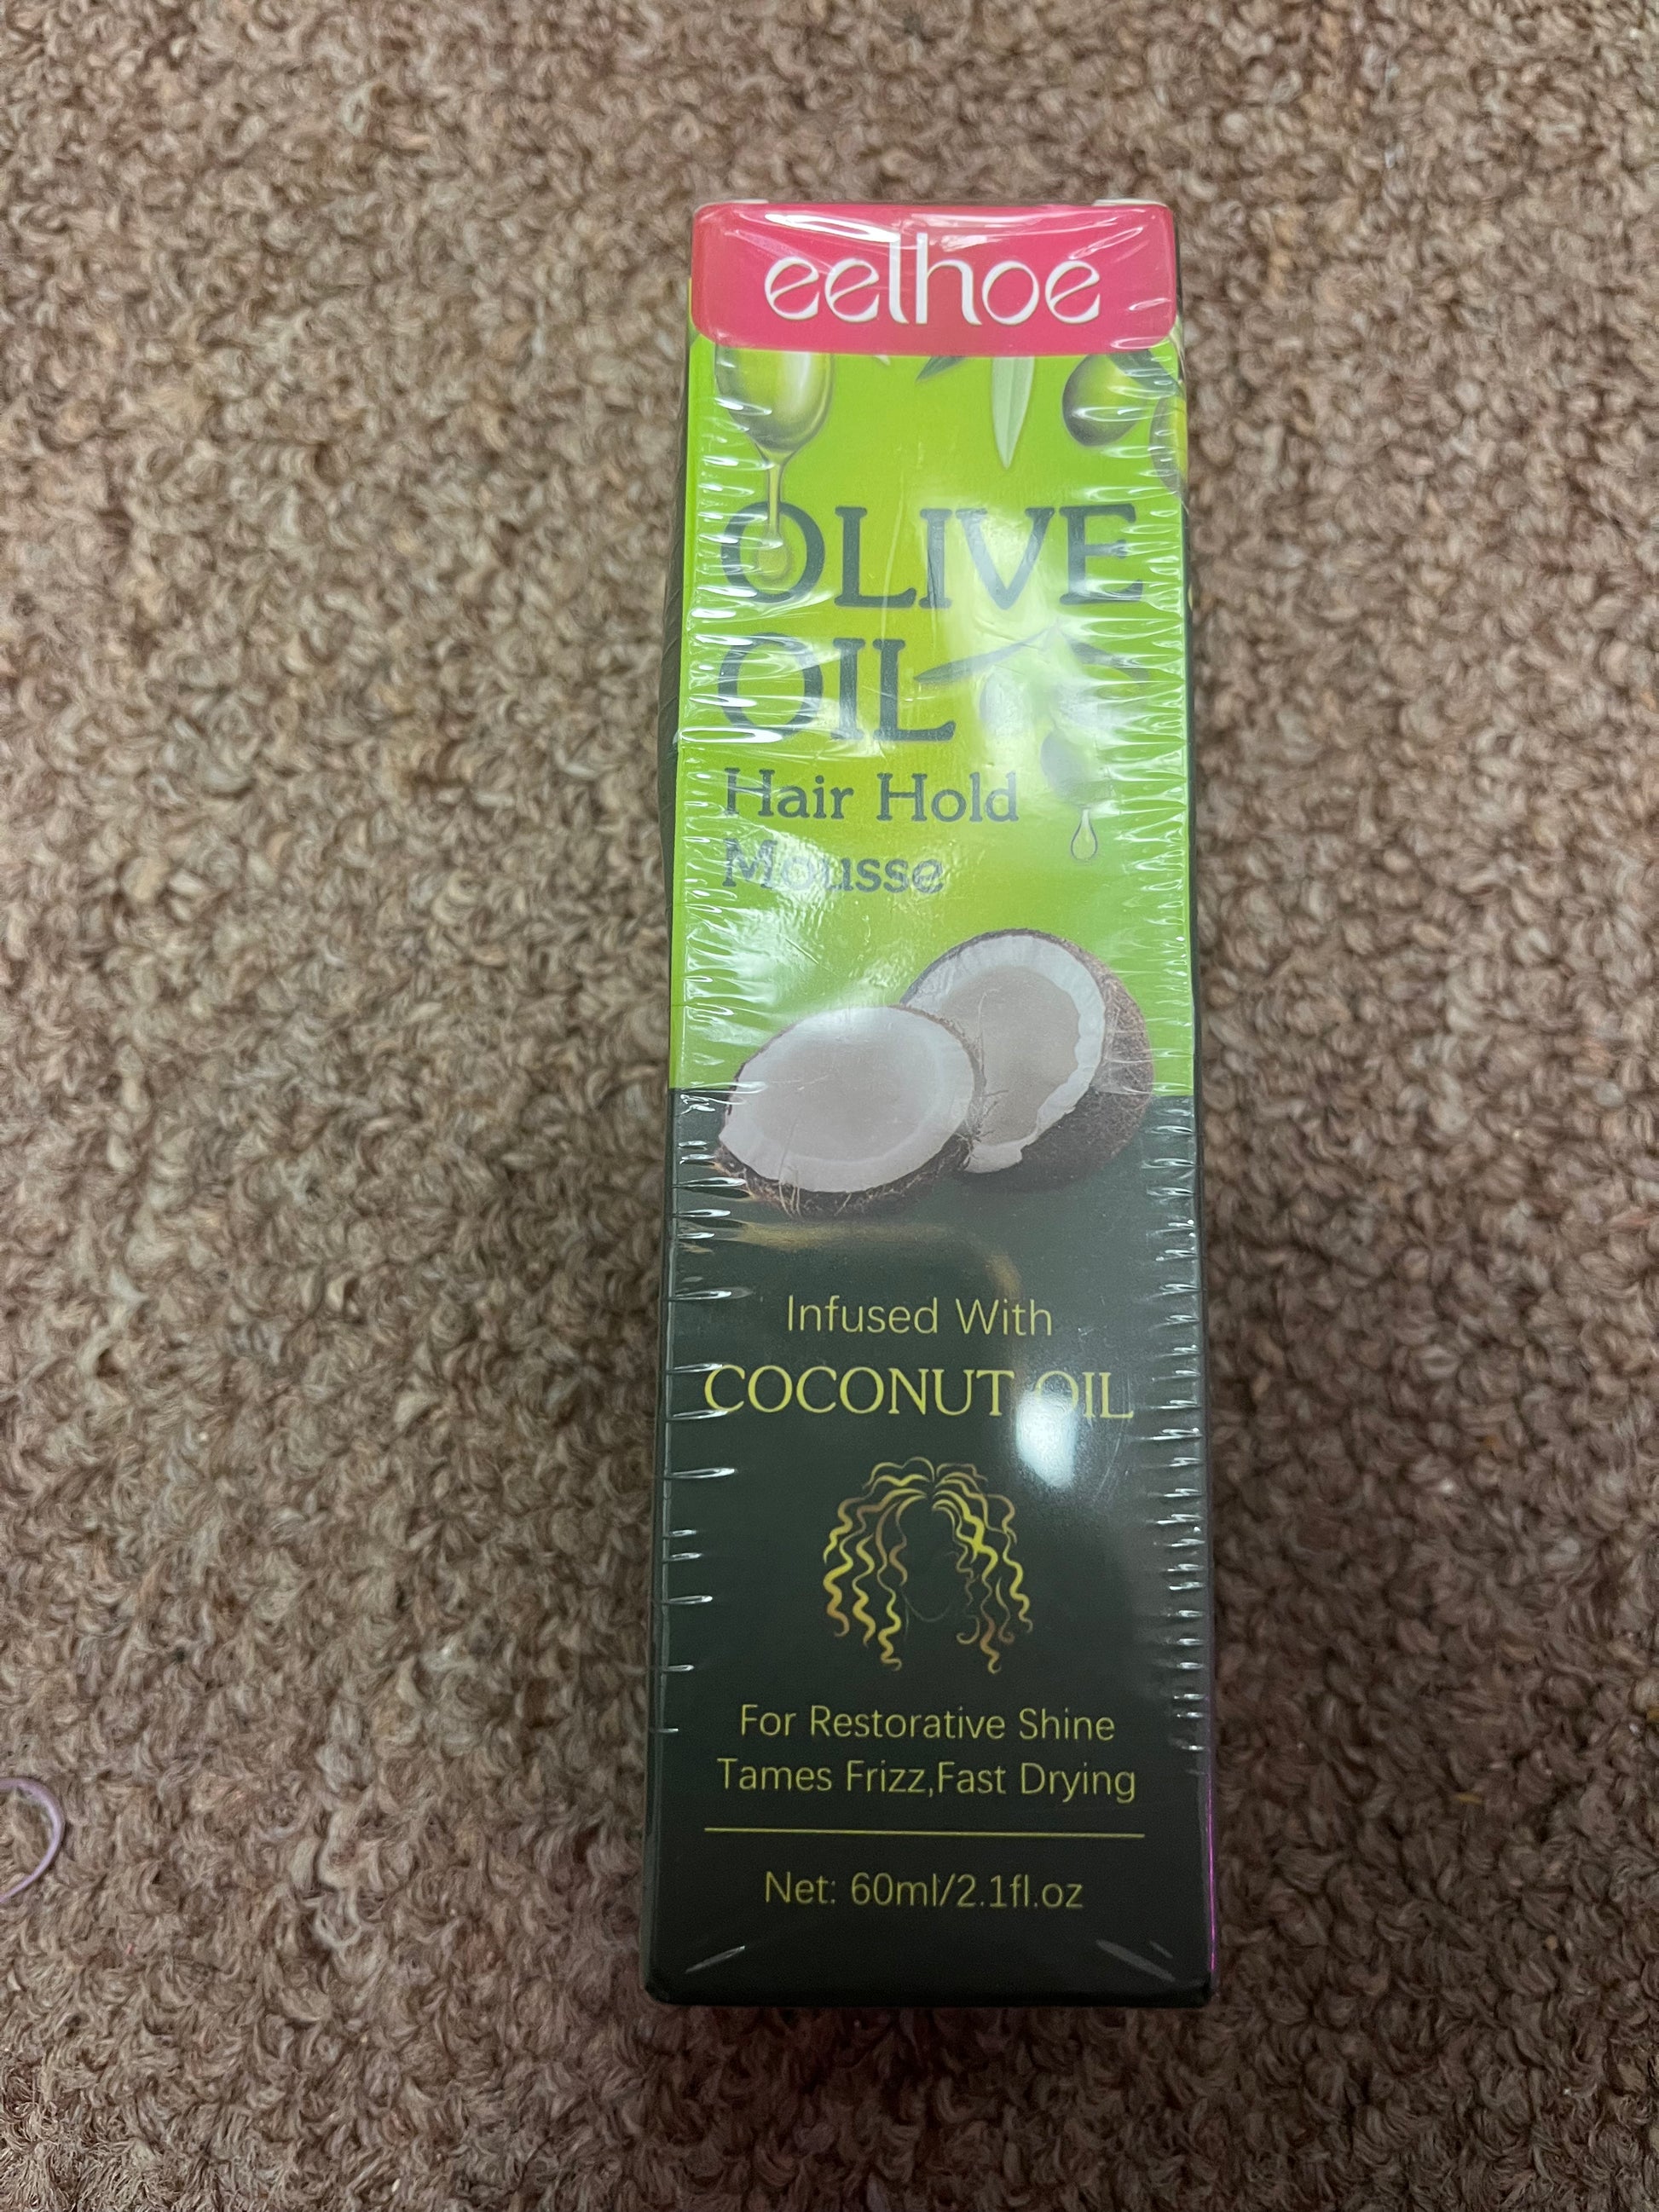 eelhoe
OLIVE
OIL
Hair Hold
Mousse
Infused With
COCONUT OIL
For Restorative Shine
Tames Frizz,Fast Drying
Net: 60ml/2.1fl.oz